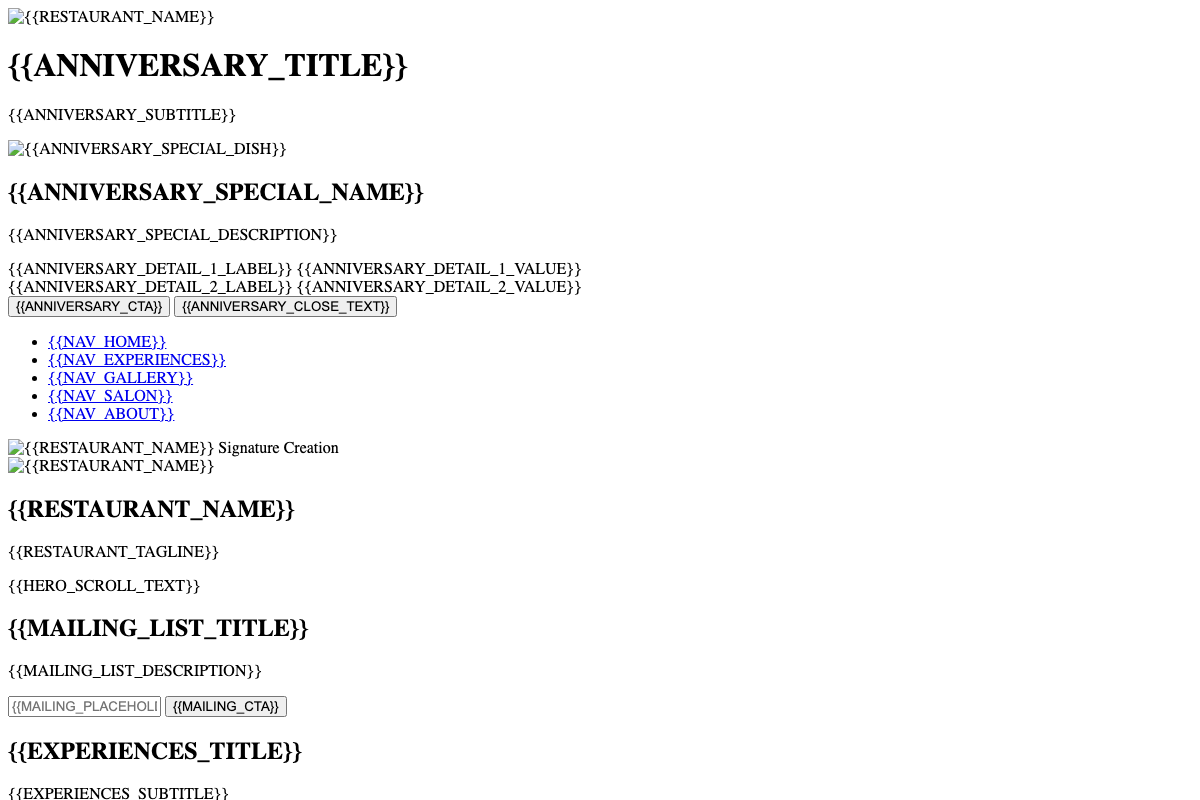 {{RESTAURANT_NAME}}
{{ANNIVERSARY_TITLE}}
{{ANNIVERSARY_SUBTITLE}}
{{ANNIVERSARY_SPECIAL_DISH}}
{{ANNIVERSARY_SPECIAL_NAME}}
{{ANNIVERSARY_SPECIAL_DESCRIPTION}}
{{ANNIVERSARY_DETAIL_1_LABEL}} {{ANNIVERSARY_DETAIL_1_VALUE}}
{{ANNIVERSARY_DETAIL_2_LABEL}} {{ANNIVERSARY_DETAIL_2_VALUE}}
{{ANNIVERSARY_CTA}} {{ANNIVERSARY_CLOSE_TEXT}}
{{NAV_HOME}}
{{NAV_EXPERIENCES}}
{{NAV_GALLERY}}
{{NAV_SALON}}
{{NAV_ABOUT}}
{{RESTAURANT_NAME}} Signature Creation
{{RESTAURANT_NAME}}
{{RESTAURANT_NAME}}
{{RESTAURANT_TAGLINE}}
{{HERO_SCROLL_TEXT}}
{{MAILING_LIST_TITLE}}
{{MAILING_LIST_DESCRIPTION}}
{{MAILING_PLACEHOLI {{MAILING_CTA}}
{{EXPERIENCES_TITLE}}
{{EXPERIENCES_SUBTITLE}}